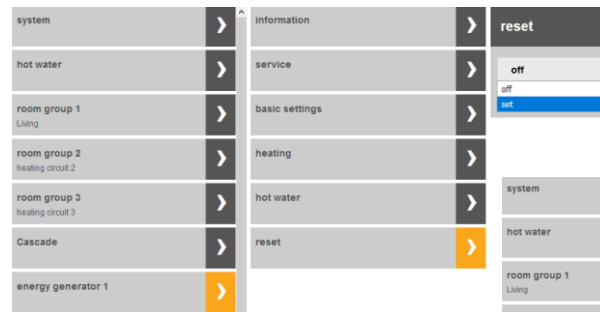 system
hot water
room group 1
Living
room group 2
heating circuit 2
room group 3
heating circuit 3
Cascade
energy generator 1
information
service
basic settings
heating
hot water
reset
reset
off
off
set
system
hot water
room group 1
Living